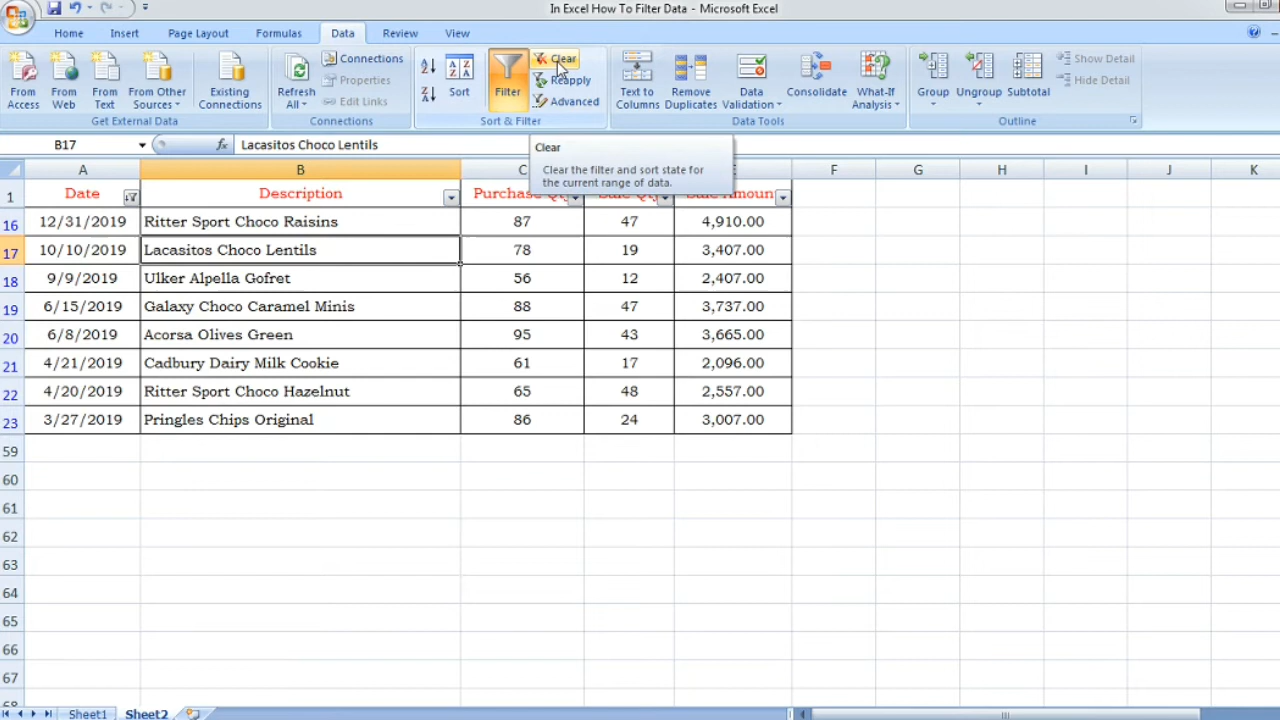 In Excel How To Filter Data - Microsoft Excel
Home Insert Page Layout Formulas Data Review View
From Access
From Web
From Text
From Other Sources
Existing Connections
Get External Data
Refresh All
Connections
Properties
Edit Links
Connections
Sort
Filter
Clear
Reapply
Advanced
Sort & Filter
Text to Columns
Remove Duplicates
Data Validation
Consolidate
What-If Analysis
Data Tools
Group
Ungroup
Subtotal
Show Detail
Hide Detail
Outline
B17 fx Lacasitos Choco Lentils
Clear
Clear the filter and sort state for
the current range of data.
A B C F G H I J K
1 Date Description Purchase
16 12/31/2019 Ritter Sport Choco Raisins 87 47 4,910.00
17 10/10/2019 Lacasitos Choco Lentils 78 19 3,407.00
18 9/9/2019 Ulker Alpella Gofret 56 12 2,407.00
19 6/15/2019 Galaxy Choco Caramel Minis 88 47 3,737.00
20 6/8/2019 Acorsa Olives Green 95 43 3,665.00
21 4/21/2019 Cadbury Dairy Milk Cookie 61 17 2,096.00
22 4/20/2019 Ritter Sport Choco Hazelnut 65 48 2,557.00
23 3/27/2019 Pringles Chips Original 86 24 3,007.00
59
60
61
62
63
64
65
66
67
68
Sheet1 Sheet2